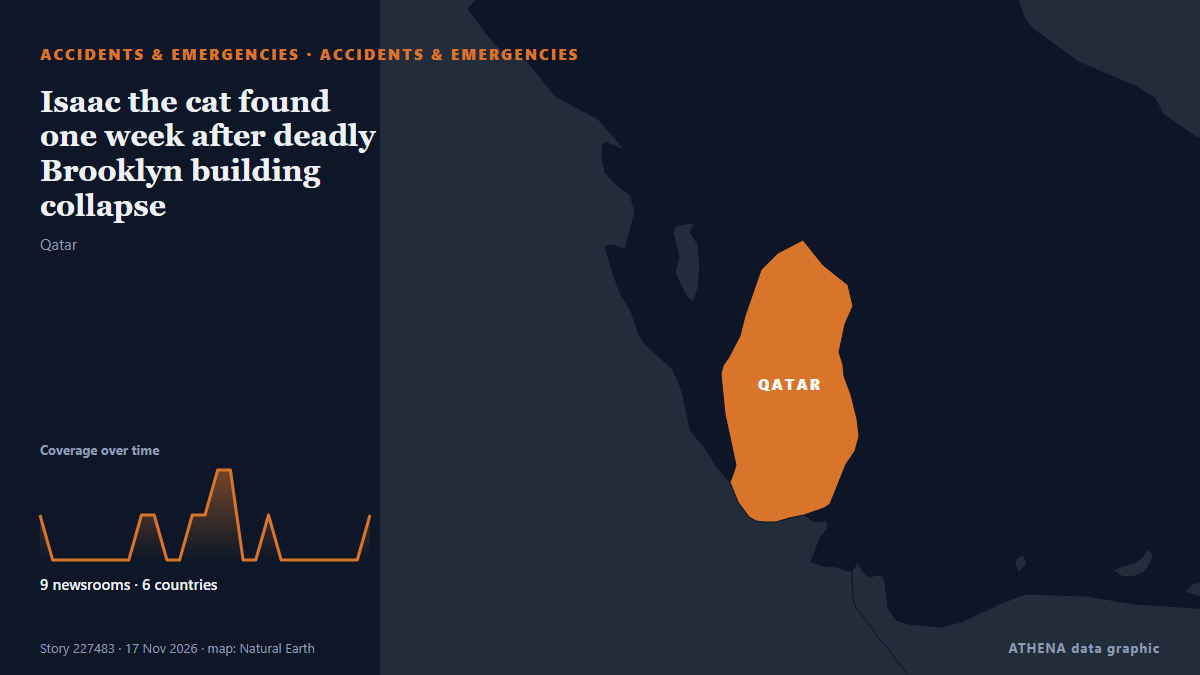 ACCIDENTS & EMERGENCIES · ACCIDENTS & EMERGENCIES
Isaac the cat found
one week after deadly
Brooklyn building
collapse
Qatar
QATAR
Coverage over time
9 newsrooms · 6 countries
Story 227483 · 17 Nov 2026 · map: Natural Earth
ATHENA data graphic